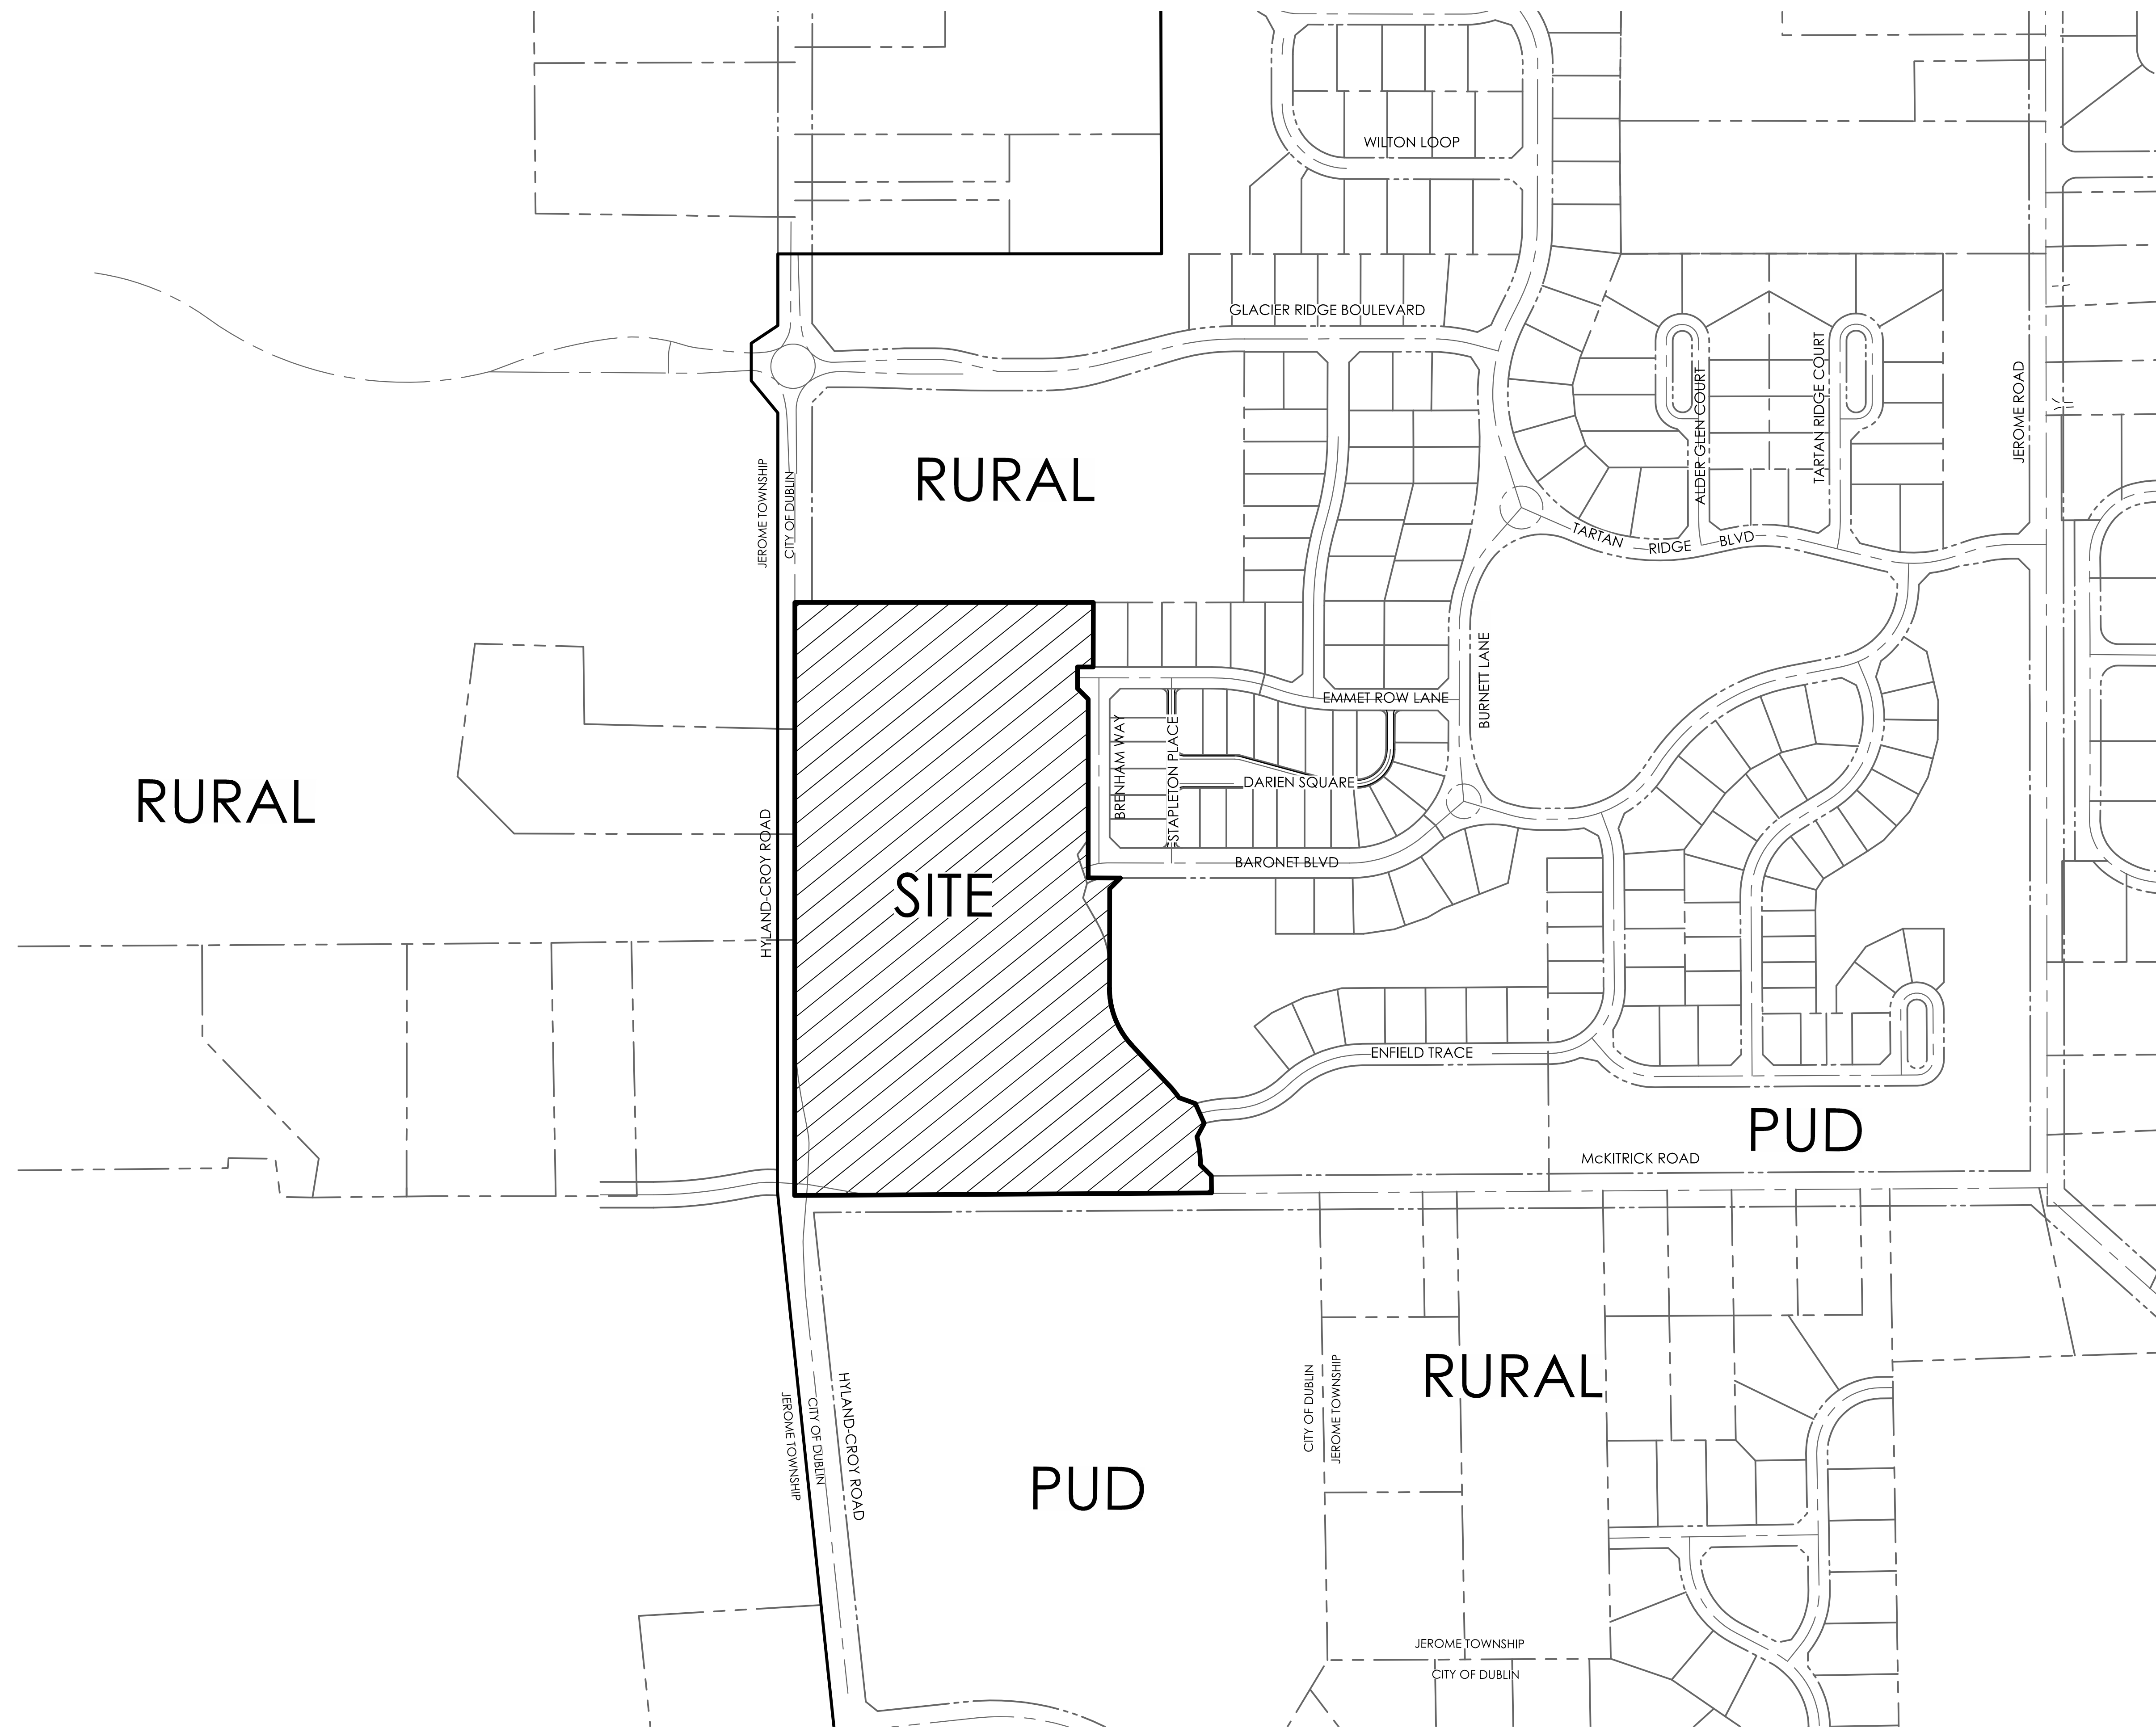 WILTON LOOP
GLACIER RIDGE BOULEVARD
ALDER GLEN COURT
TARTAN RIDGE COURT
JEROME ROAD
JEROME TOWNSHIP
CITY OF DUBLIN
RURAL
TARTAN RIDGE BLVD
BURNETT LANE
EMMET ROW LANE
BRENHAM WAY
STAPLETON PLACE
DARIEN SQUARE
RURAL
HYLAND-CROY ROAD
SITE
BARONET BLVD
ENFIELD TRACE
PUD
McKITRICK ROAD
JEROME TOWNSHIP
CITY OF DUBLIN
HYLAND-CROY ROAD
CITY OF DUBLIN
JEROME TOWNSHIP
RURAL
PUD
JEROME TOWNSHIP
CITY OF DUBLIN